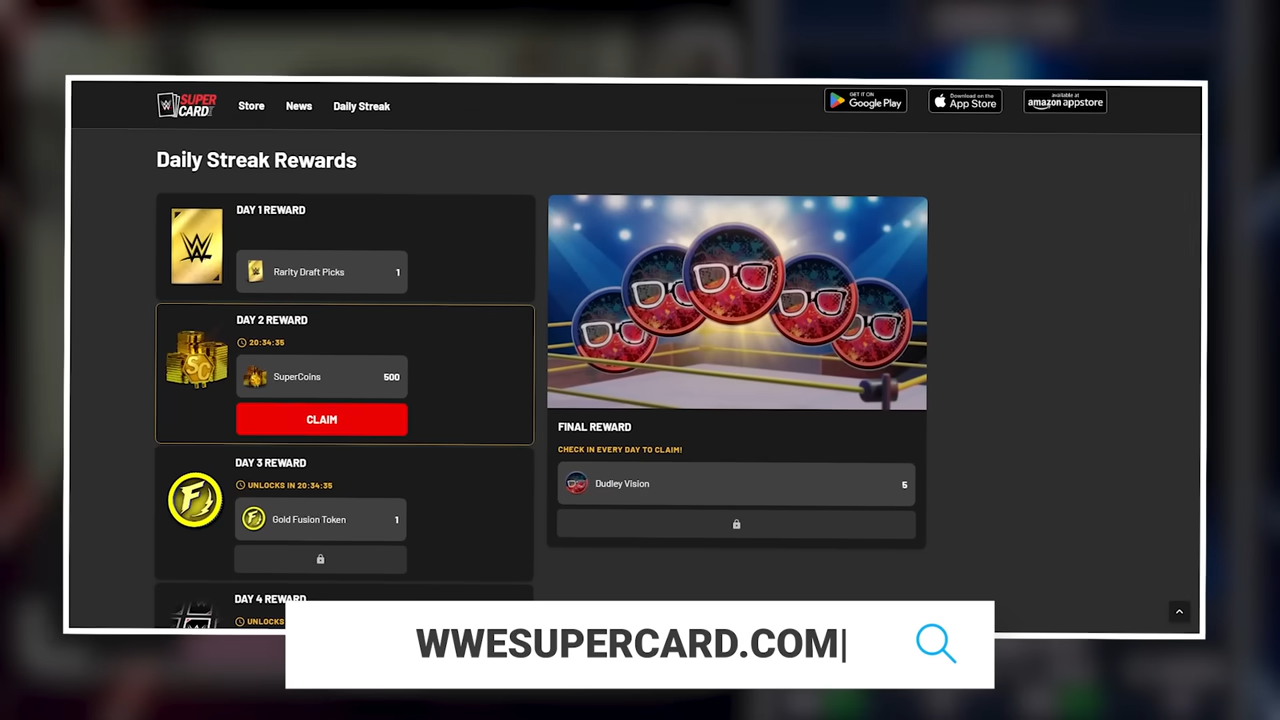 W SUPER
CARD
Store News Daily Streak
GET IT ON
Google Play
Download on the
App Store
available at
amazon appstore
Daily Streak Rewards
DAY 1 REWARD
Rarity Draft Picks 1
DAY 2 REWARD
20:34:35
SC
SuperCoins 500
CLAIM
DAY 3 REWARD
UNLOCKS IN 20:34:35
F
Gold Fusion Token 1
DAY 4 REWARD
UNLOCKS
FINAL REWARD
CHECK IN EVERY DAY TO CLAIM!
Dudley Vision 5
WWESUPERCARD.COM